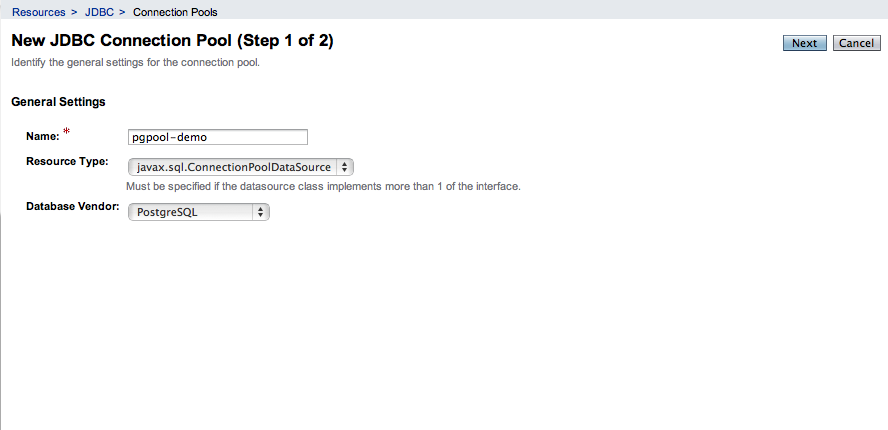 Resources > JDBC > Connection Pools
New JDBC Connection Pool (Step 1 of 2)
Next Cancel
Identify the general settings for the connection pool.
General Settings
Name: * pgpool-demo
Resource Type: javax.sql.ConnectionPoolDataSource
Must be specified if the datasource class implements more than 1 of the interface.
Database Vendor: PostgreSQL